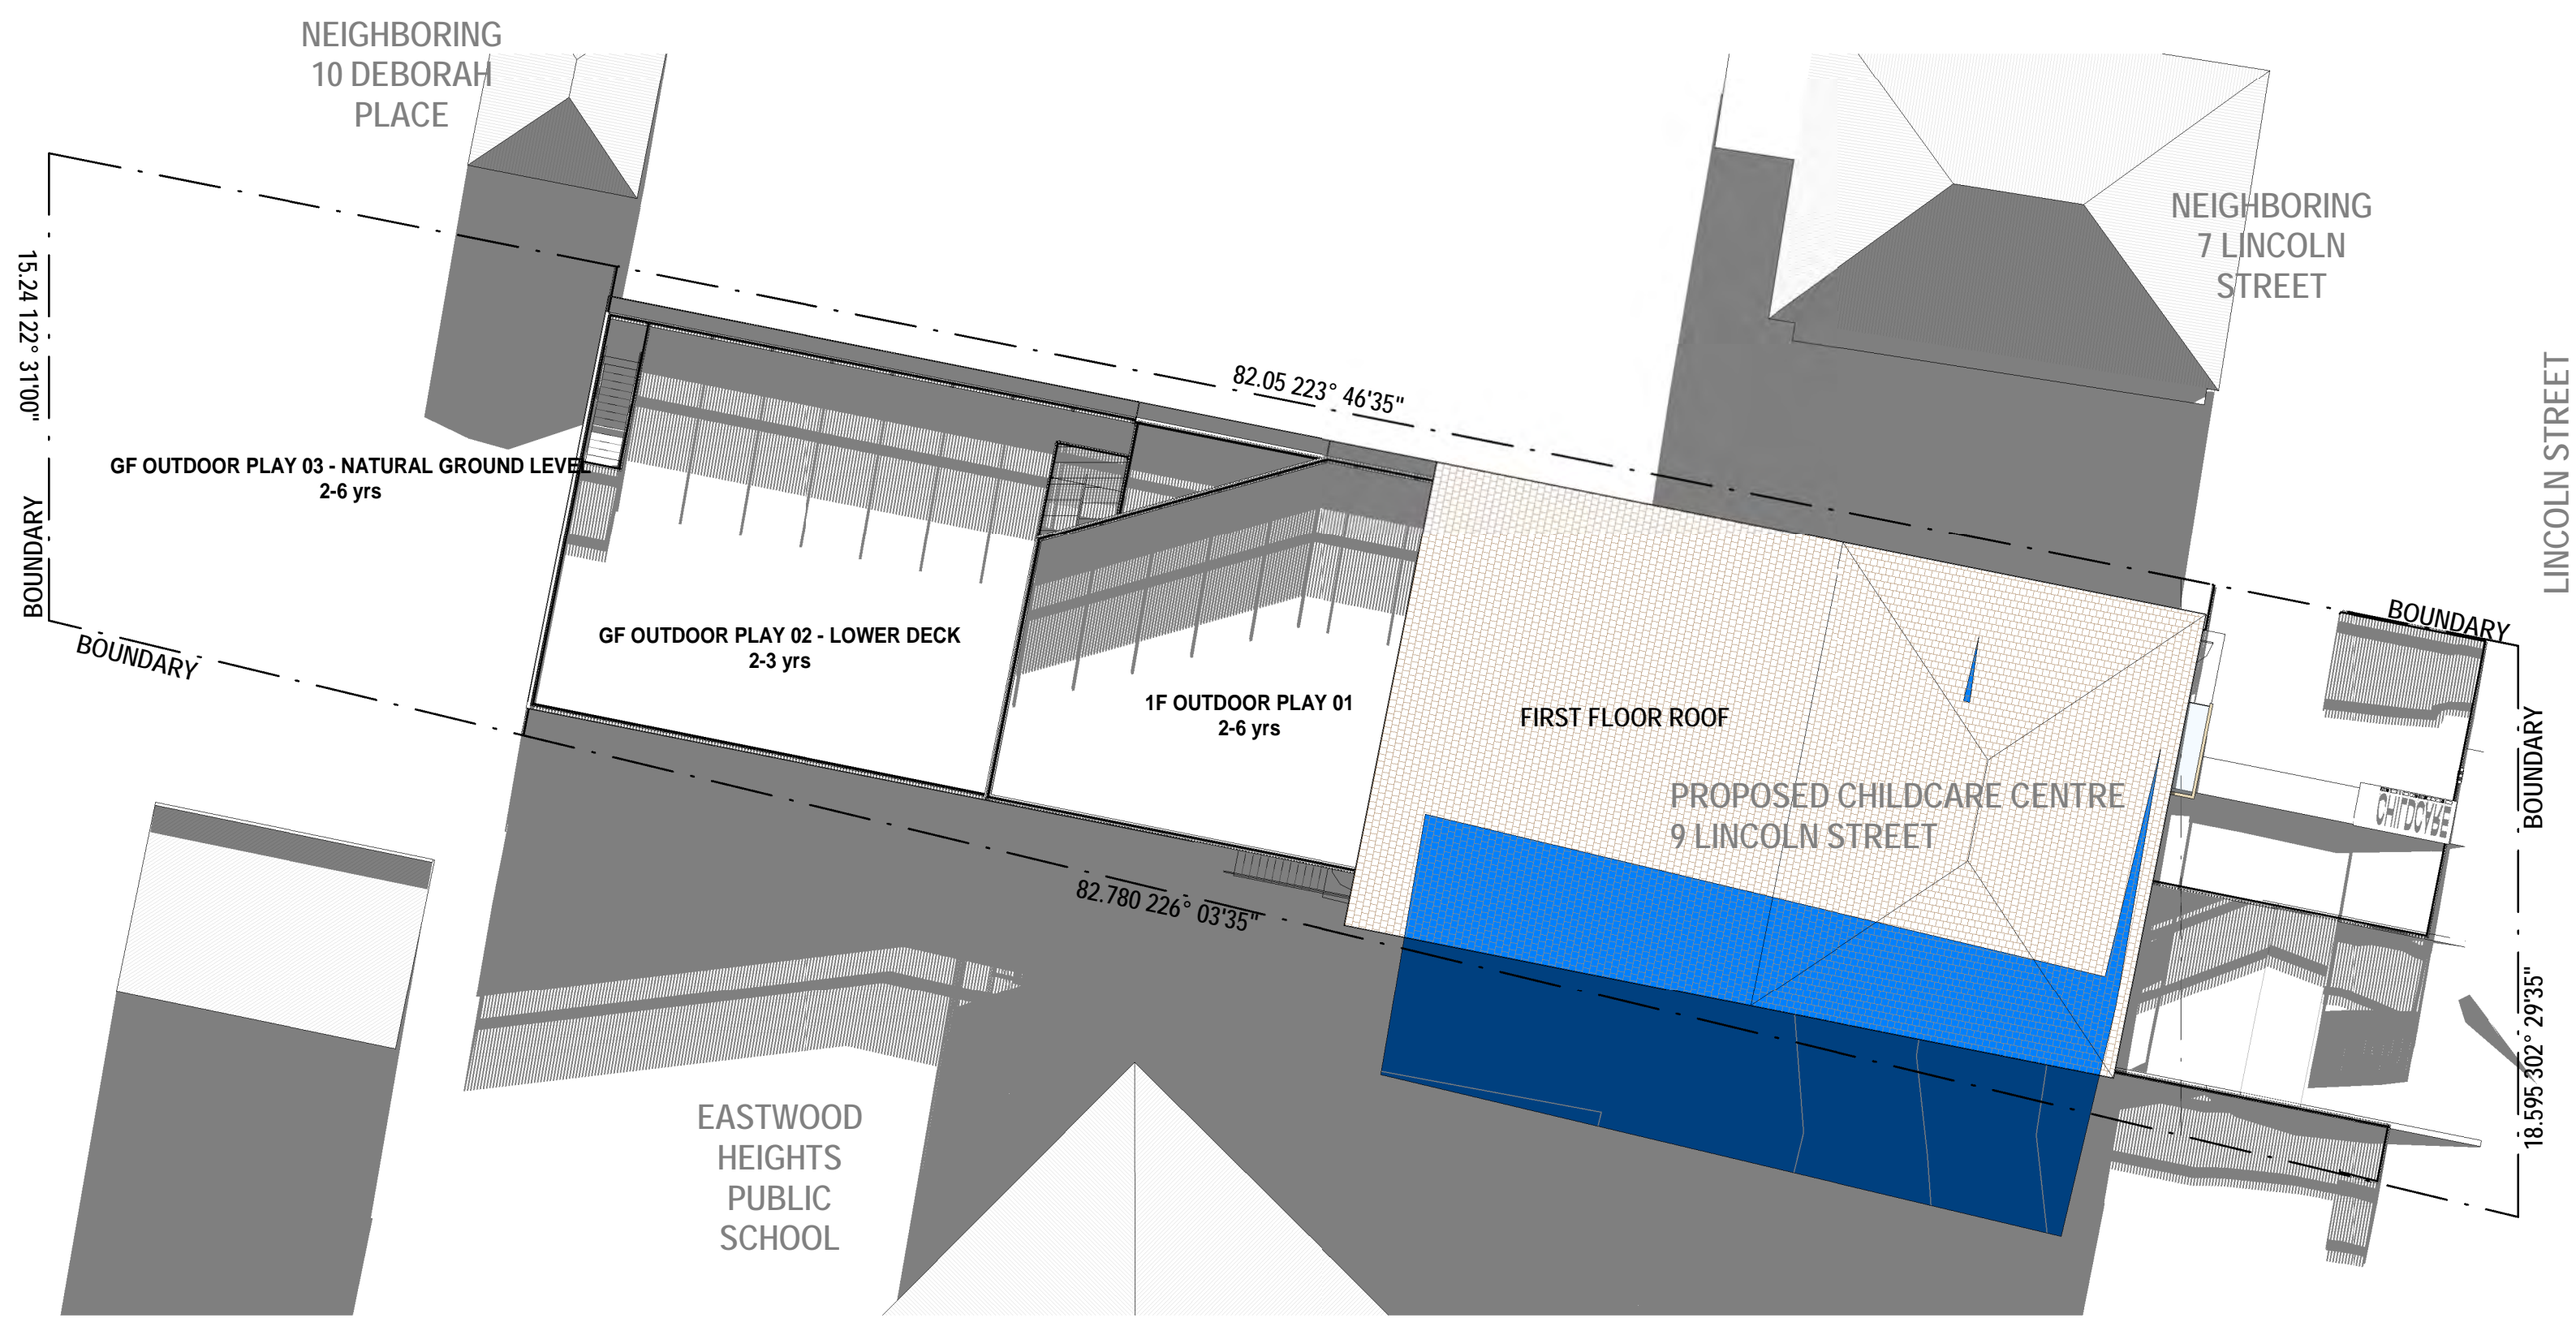 NEIGHBORING
10 DEBORAH
PLACE
NEIGHBORING
7 LINCOLN
STREET
LINCOLN STREET
15.24 122° 31'00"
BOUNDARY
BOUNDARY
82.05 223° 46'35"
GF OUTDOOR PLAY 03 - NATURAL GROUND LEVEL
2-6 yrs
GF OUTDOOR PLAY 02 - LOWER DECK
2-3 yrs
1F OUTDOOR PLAY 01
2-6 yrs
FIRST FLOOR ROOF
PROPOSED CHILDCARE CENTRE
9 LINCOLN STREET
BOUNDARY
BOUNDARY
CHILDCARE
82.780 226° 03'35"
18.595 302° 29'35"
EASTWOOD
HEIGHTS
PUBLIC
SCHOOL